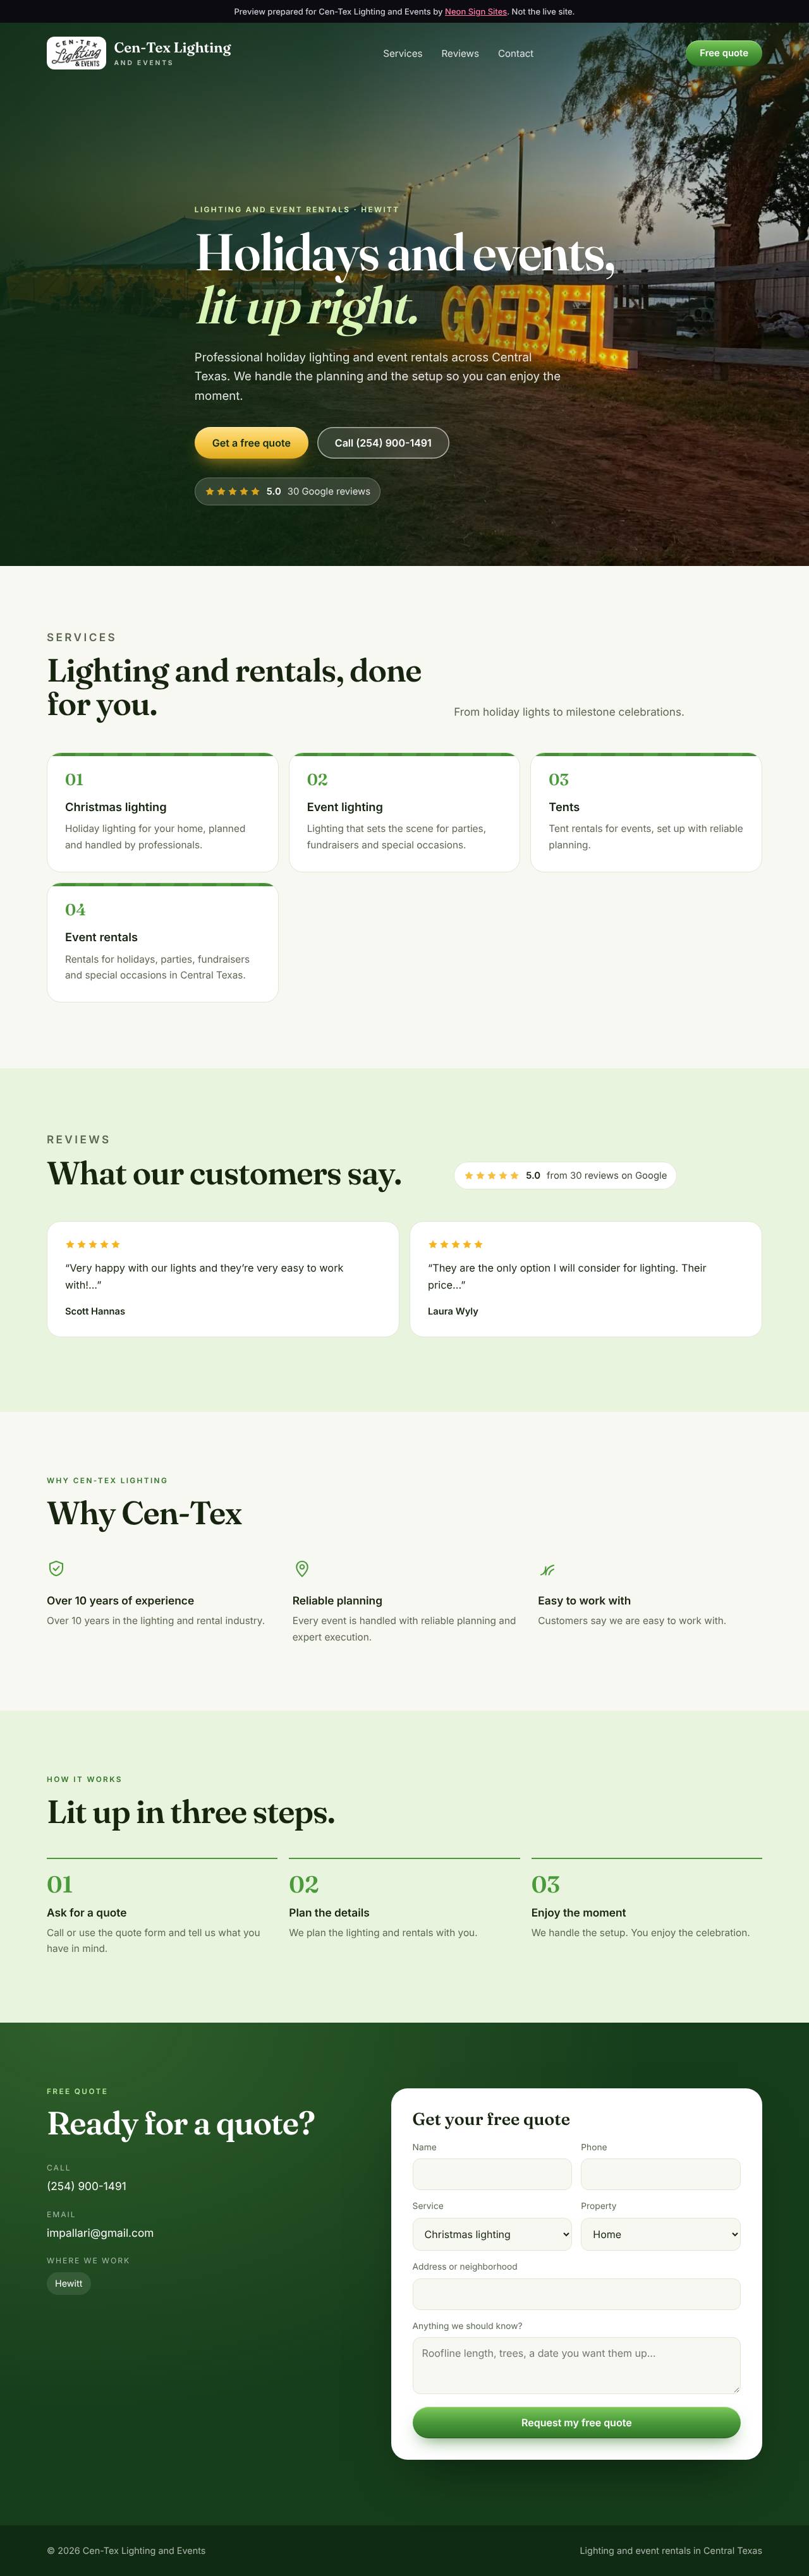 Preview prepared for Cen-Tex Lighting and Events by Neon Sign Sites. Not the live site.
CEN-TEX
Lighting
& EVENTS
Cen-Tex Lighting
AND EVENTS
Services
Reviews
Contact
Free quote
LIGHTING AND EVENT RENTALS · HEWITT
Holidays and events,
lit up right.
GOEBEL
Professional holiday lighting and event rentals across Central
Texas. We handle the planning and the setup so you can enjoy the
moment.
Get a free quote
Call (254) 900-1491
★★★★★ 5.0 30 Google reviews
SERVICES
Lighting and rentals, done
for you.
From holiday lights to milestone celebrations.
01
Christmas lighting
Holiday lighting for your home, planned
and handled by professionals.
02
Event lighting
Lighting that sets the scene for parties,
fundraisers and special occasions.
03
Tents
Tent rentals for events, set up with reliable
planning.
04
Event rentals
Rentals for holidays, parties, fundraisers
and special occasions in Central Texas.
REVIEWS
What our customers say.
★★★★★ 5.0 from 30 reviews on Google
★★★★★
“Very happy with our lights and they’re very easy to work
with!...”
Scott Hannas
★★★★★
“They are the only option I will consider for lighting. Their
price...”
Laura Wyly
WHY CEN-TEX LIGHTING
Why Cen-Tex
Over 10 years of experience
Over 10 years in the lighting and rental industry.
Reliable planning
Every event is handled with reliable planning and
expert execution.
Easy to work with
Customers say we are easy to work with.
HOW IT WORKS
Lit up in three steps.
01
Ask for a quote
Call or use the quote form and tell us what you
have in mind.
02
Plan the details
We plan the lighting and rentals with you.
03
Enjoy the moment
We handle the setup. You enjoy the celebration.
FREE QUOTE
Ready for a quote?
CALL
(254) 900-1491
EMAIL
impallari@gmail.com
WHERE WE WORK
Hewitt
Get your free quote
Name
Phone
Service
Property
Christmas lighting
Home
Address or neighborhood
Anything we should know?
Roofline length, trees, a date you want them up...
Request my free quote
© 2026 Cen-Tex Lighting and Events
Lighting and event rentals in Central Texas